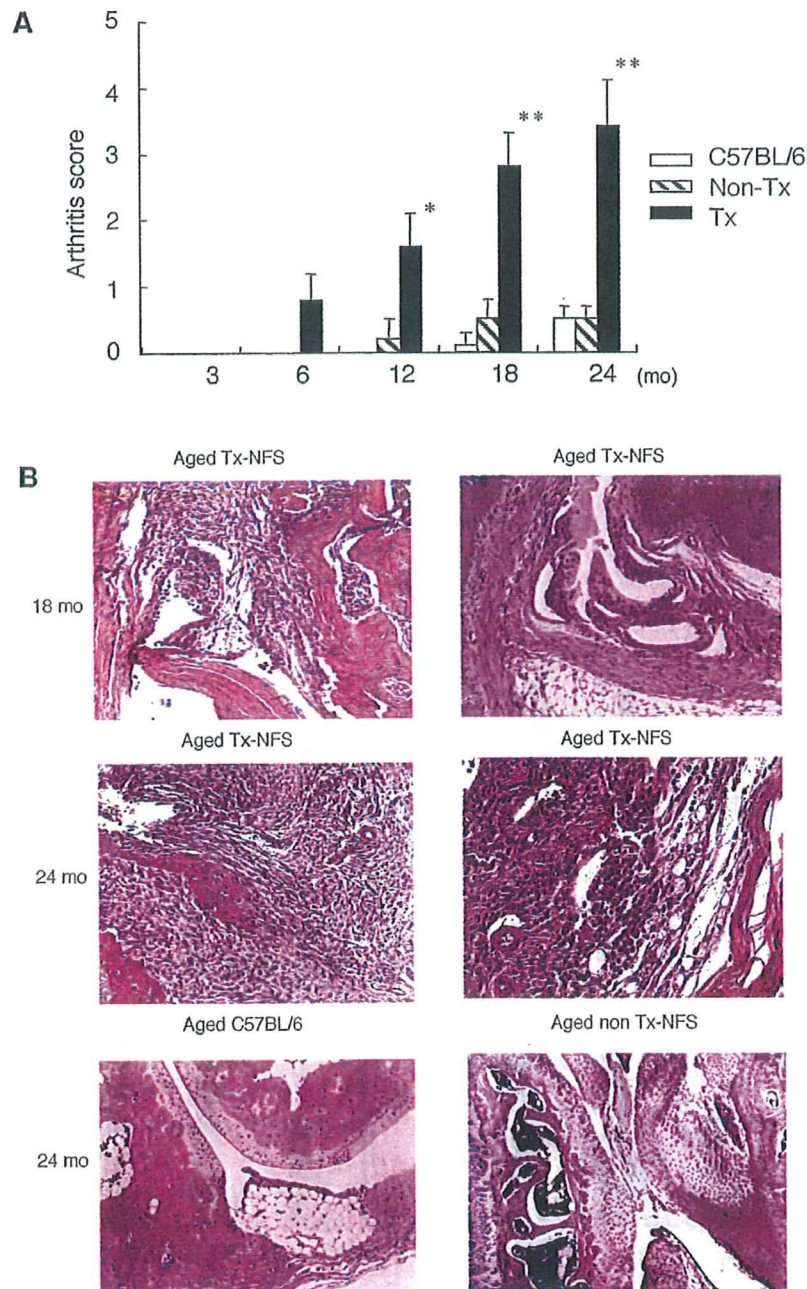 A
5
4
3
2
1
0
Arthritis score
*
**
**
3 6 12 18 24 (mo)
C57BL/6
Non-Tx
Tx
B
Aged Tx-NFS Aged Tx-NFS
18 mo
Aged Tx-NFS Aged Tx-NFS
24 mo
Aged C57BL/6 Aged non Tx-NFS
24 mo